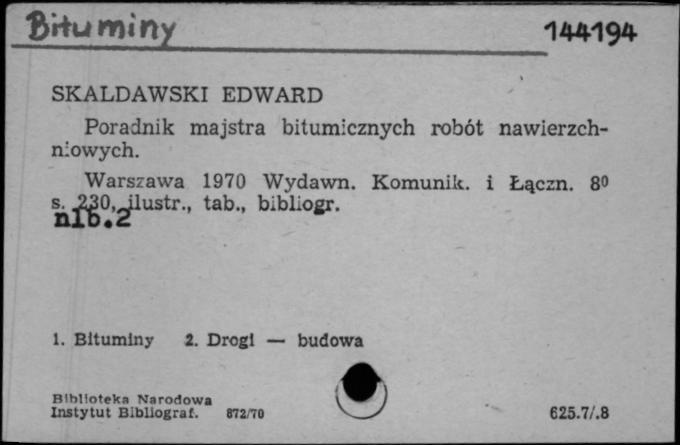 Bituminy 144194
SKALDAWSKI EDWARD
Poradnik majstra bitumicznych robót nawierzch-
niowych.
Warszawa 1970 Wydawn. Komunik. i Łączn. 8⁰
s. 230, ilustr., tab., bibliogr.
nlb.2
1. Bituminy 2. Drogi — budowa
Biblioteka Narodowa
Instytut Bibliograf. 872/70 625.7/.8